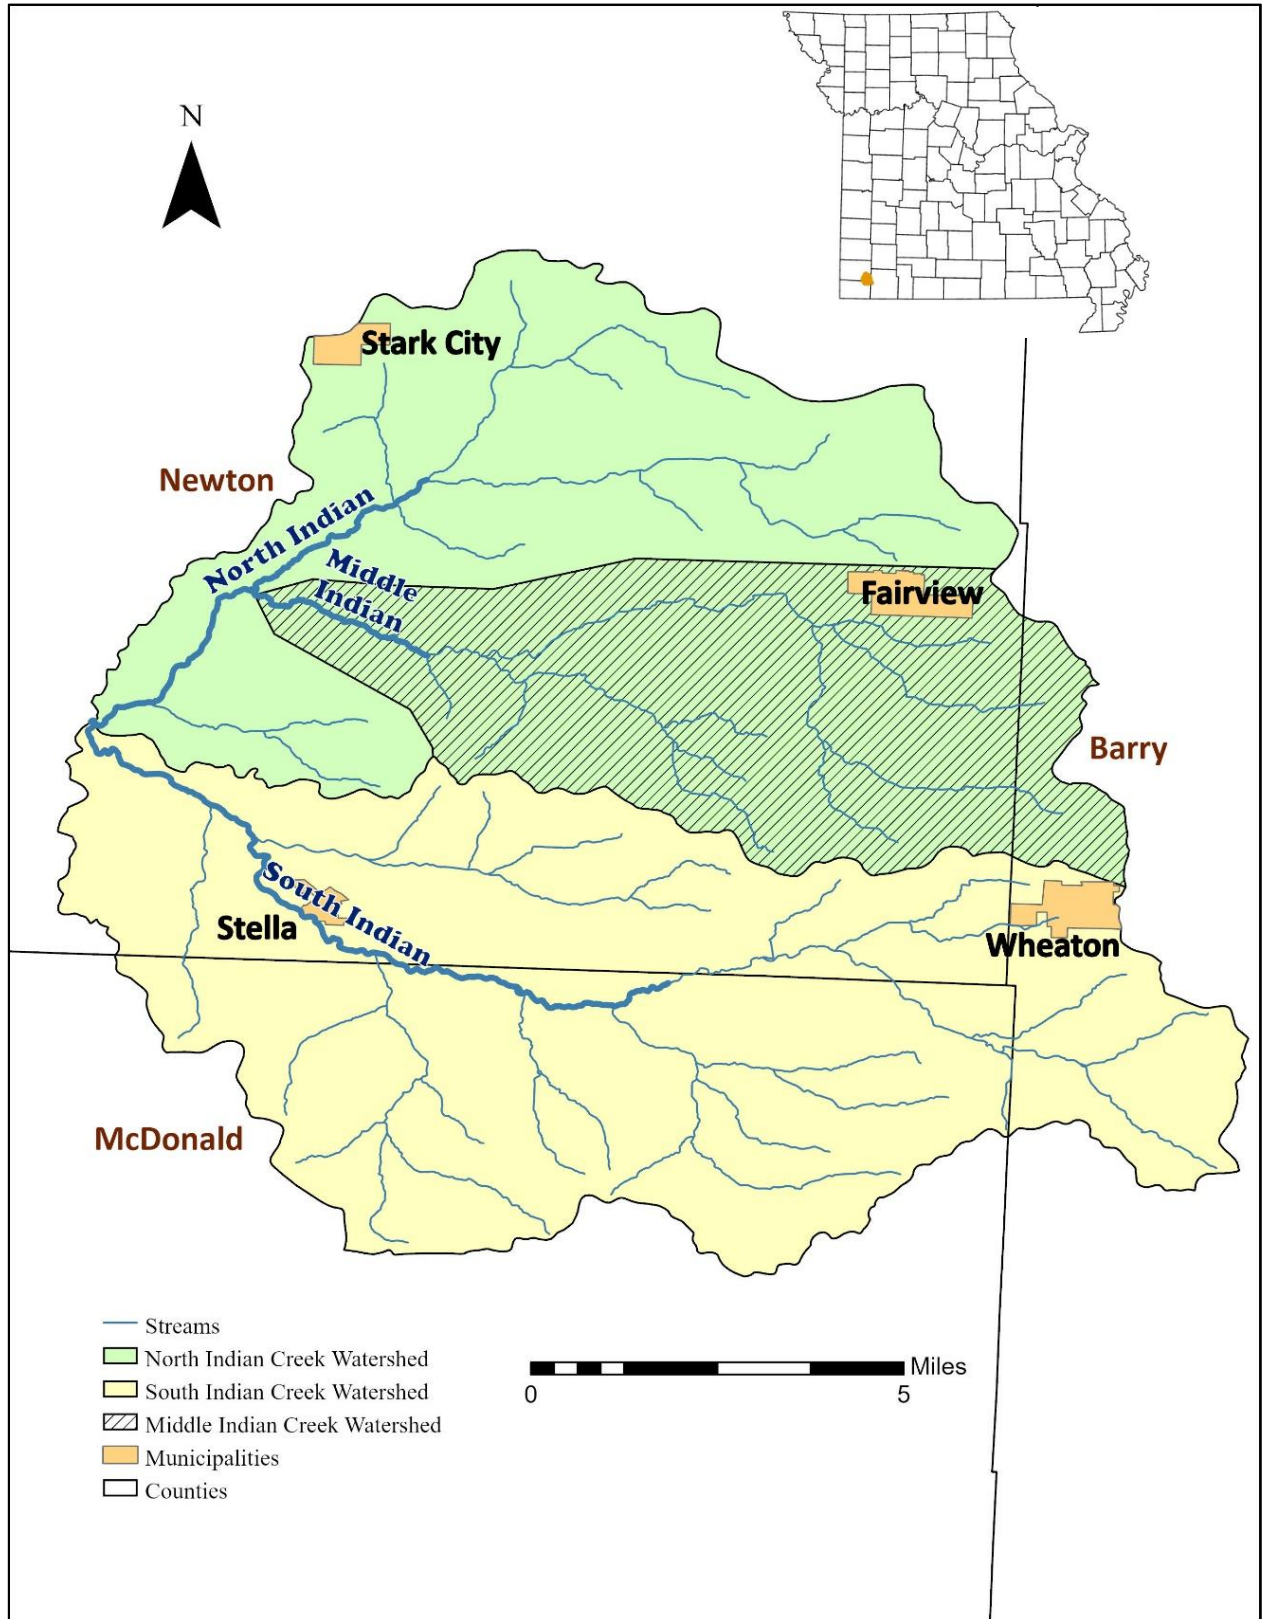 N
Stark City
Newton
North Indian
Middle
Indian
Fairview
Barry
South Indian
Stella
Wheaton
McDonald
Streams
North Indian Creek Watershed
South Indian Creek Watershed
Middle Indian Creek Watershed
Municipalities
Counties
Miles
0 5